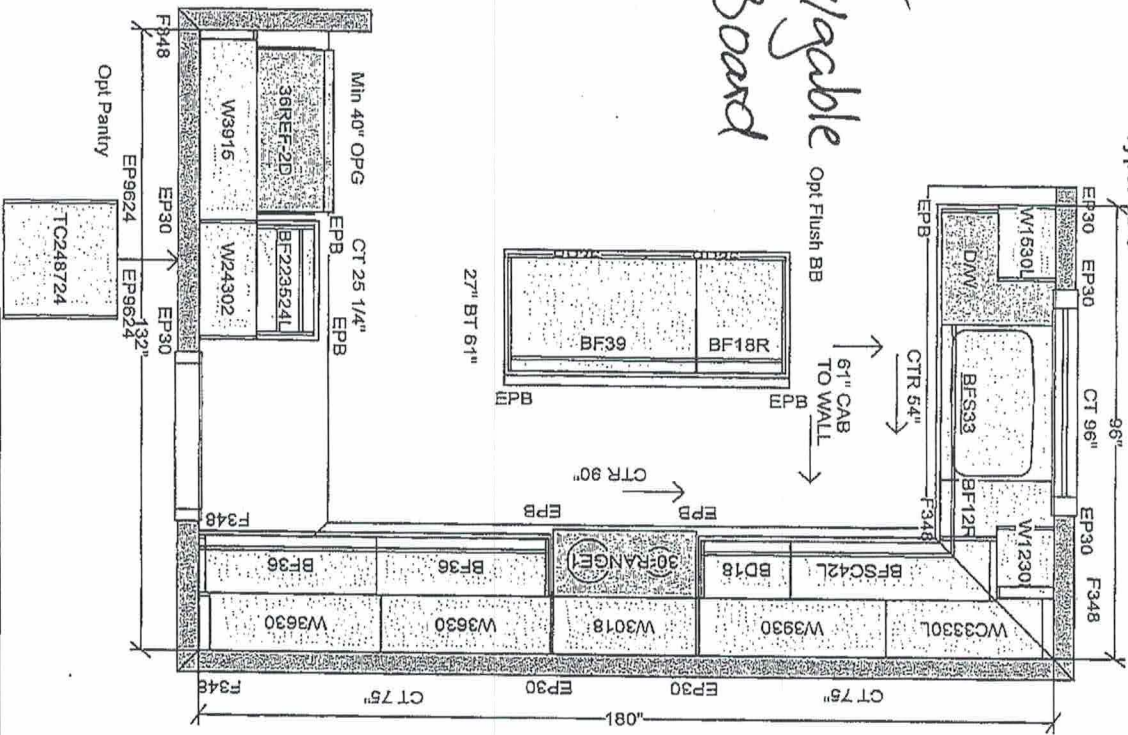 /gable
Board
Opt Flush BB
F348
Opt Pantry
EP9624
EP30
TC248724
EP9624
EP30
132"
W3915
36REF-2D
Min 40" OPG
W24302
BF223524L
EPB
CT 25 1/4"
EPB
27" BT 61"
BF39
BF18R
EPB
EPB
61" CAB
TO WALL
CTR 54"
CTR 90"
EP30
W1530L
EP30
EPB
D/W
BFS33
CT 96"
96"
BF12R
EP30
F348
F348
F348
BF36
BF36
EPB
EPB
30-RANGE1
BD18
BFSC42L
W3630
W3630
W3018
W3930
WC3330L
F348
CT 75"
EP30
EP30
CT 75"
180"